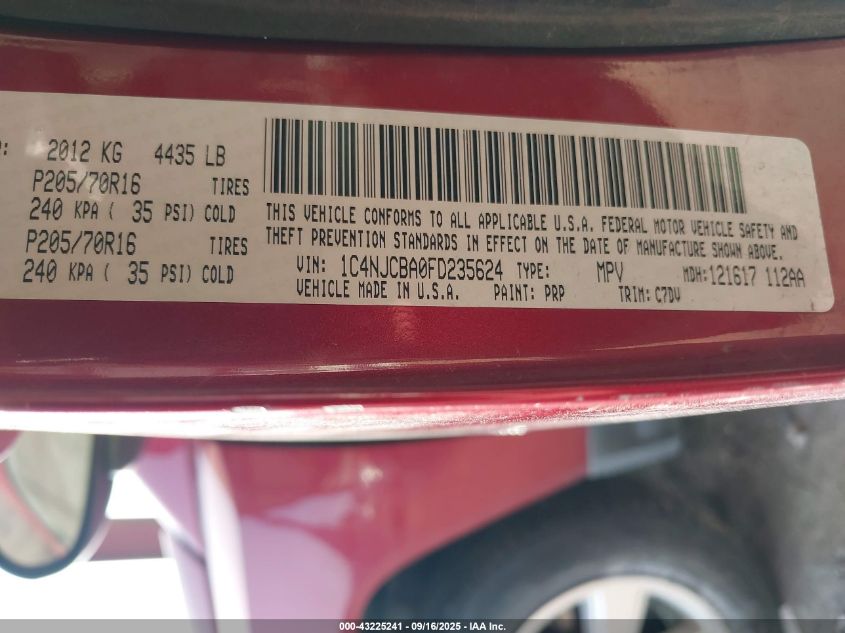 P: 2012 KG 4435 LB
P205/70R16 TIRES
240 KPA ( 35 PSI) COLD
P205/70R16 TIRES
240 KPA ( 35 PSI) COLD
THIS VEHICLE CONFORMS TO ALL APPLICABLE U.S.A. FEDERAL MOTOR VEHICLE SAFETY AND
THEFT PREVENTION STANDARDS IN EFFECT ON THE DATE OF MANUFACTURE SHOWN ABOVE.
VIN: 1C4NJCBA0FD235624 TYPE: MPV MDH:121617 112AA
VEHICLE MADE IN U.S.A. PAINT: PRP TRIM: C7DV
000-43225241 - 09/16/2025 - IAA Inc.